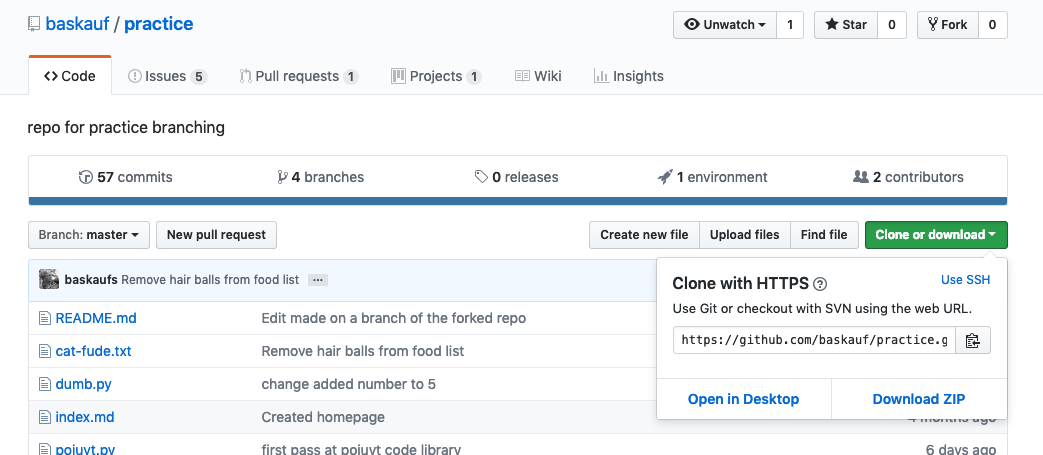 baskauf / practice
Unwatch 1 Star 0 Fork 0
Code Issues 5 Pull requests 1 Projects 1 Wiki Insights
repo for practice branching
57 commits 4 branches 0 releases 1 environment 2 contributors
Branch: master New pull request Create new file Upload files Find file Clone or download
baskaufs Remove hair balls from food list ...
Clone with HTTPS ? Use SSH
Use Git or checkout with SVN using the web URL.
https://github.com/baskauf/practice.g
Open in Desktop Download ZIP
README.md Edit made on a branch of the forked repo
cat-fude.txt Remove hair balls from food list
dumb.py change added number to 5
index.md Created homepage 4 months ago
poiuyt.py first pass at poiuyt code library 6 days ago